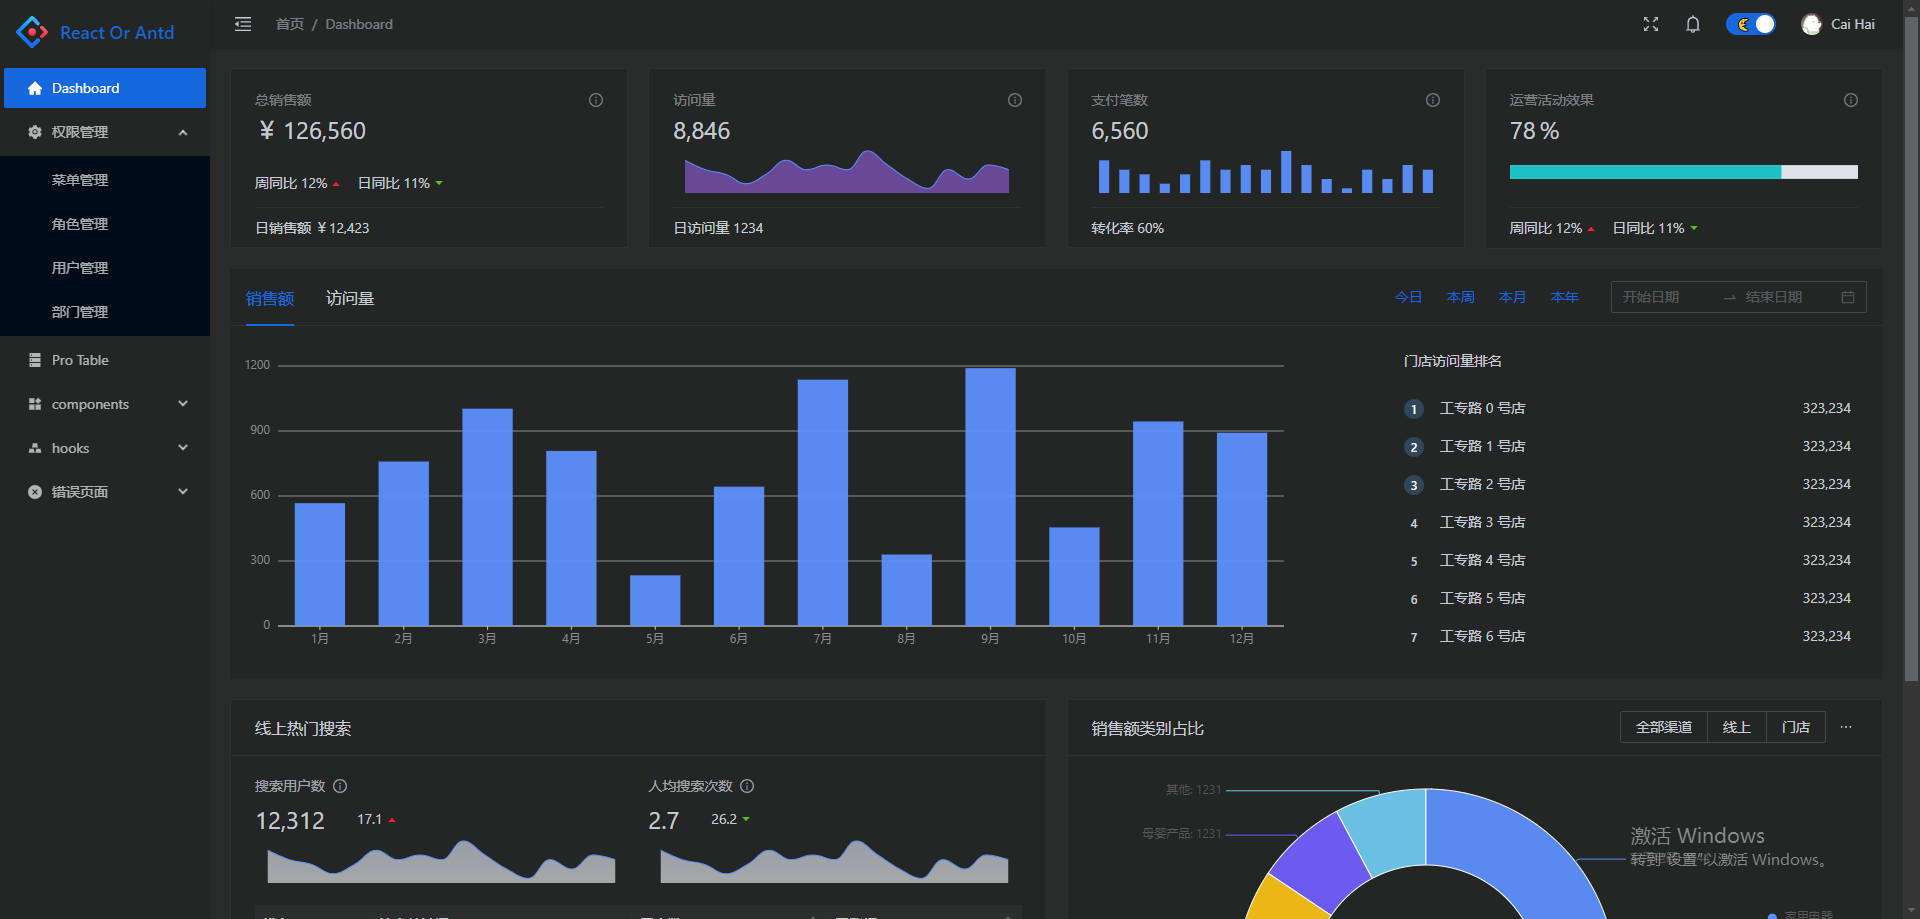 React Or Antd
首页 / Dashboard
Cai Hai
Dashboard
权限管理
菜单管理
角色管理
用户管理
部门管理
Pro Table
components
hooks
错误页面
总销售额
¥ 126,560
周同比 12% 日同比 11%
日销售额 ¥12,423
访问量
8,846
日访问量 1234
支付笔数
6,560
转化率 60%
运营活动效果
78 %
周同比 12% 日同比 11%
销售额 访问量
今日 本周 本月 本年 开始日期 结束日期
1200
900
600
300
0
1月 2月 3月 4月 5月 6月 7月 8月 9月 10月 11月 12月
门店访问量排名
1 工专路 0 号店 323,234
2 工专路 1 号店 323,234
3 工专路 2 号店 323,234
4 工专路 3 号店 323,234
5 工专路 4 号店 323,234
6 工专路 5 号店 323,234
7 工专路 6 号店 323,234
线上热门搜索
搜索用户数
12,312 17.1
人均搜索次数
2.7 26.2
销售额类别占比
全部渠道 线上 门店 ···
其他: 1231
母婴产品: 1231
激活 Windows
转到"设置"以激活 Windows。